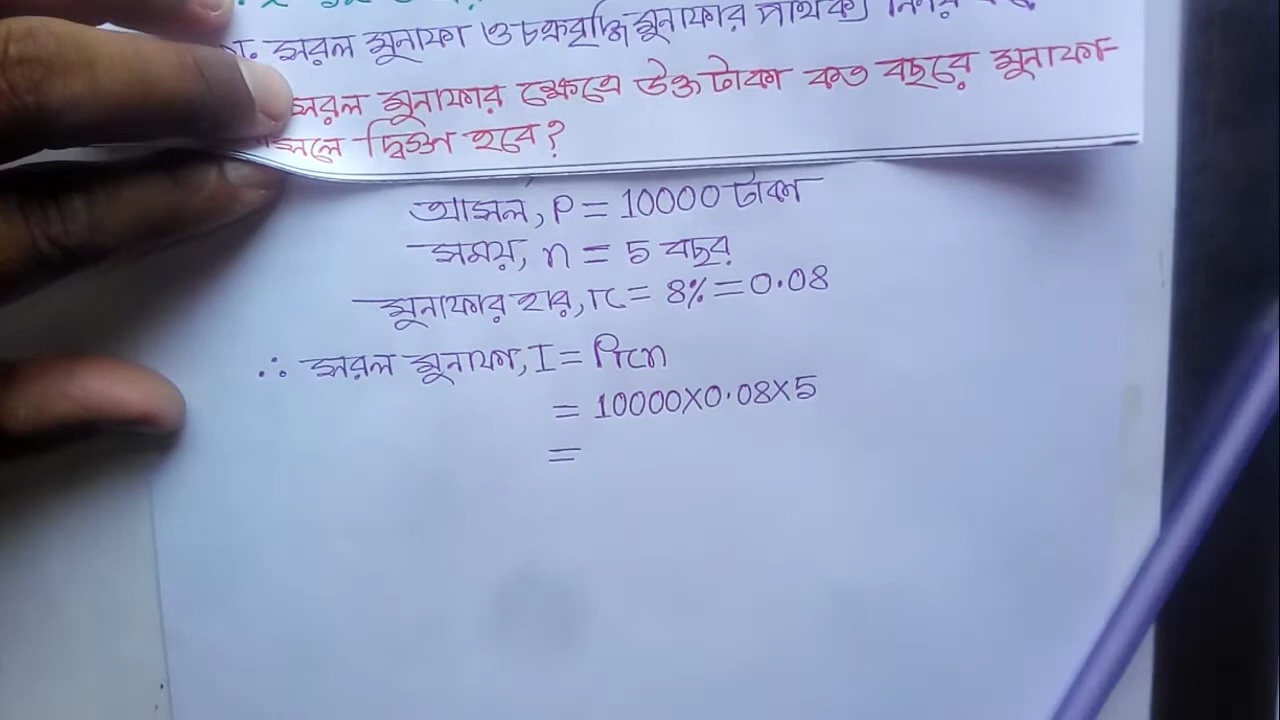 সরল মুনাফা ও চক্রবৃদ্ধি মুনাফার পার্থক্য
সরল মুনাফার ক্ষেত্রে উক্ত টাকা কত বছরে মুনাফা
দ্বিগুণ হবে?
আসল, P = 10000 টাকা
সময়, n = 5 বছর
মুনাফার হার, r = 8% = 0.08
∴ সরল মুনাফা, I = Prn
= 10000×0.08×5
=